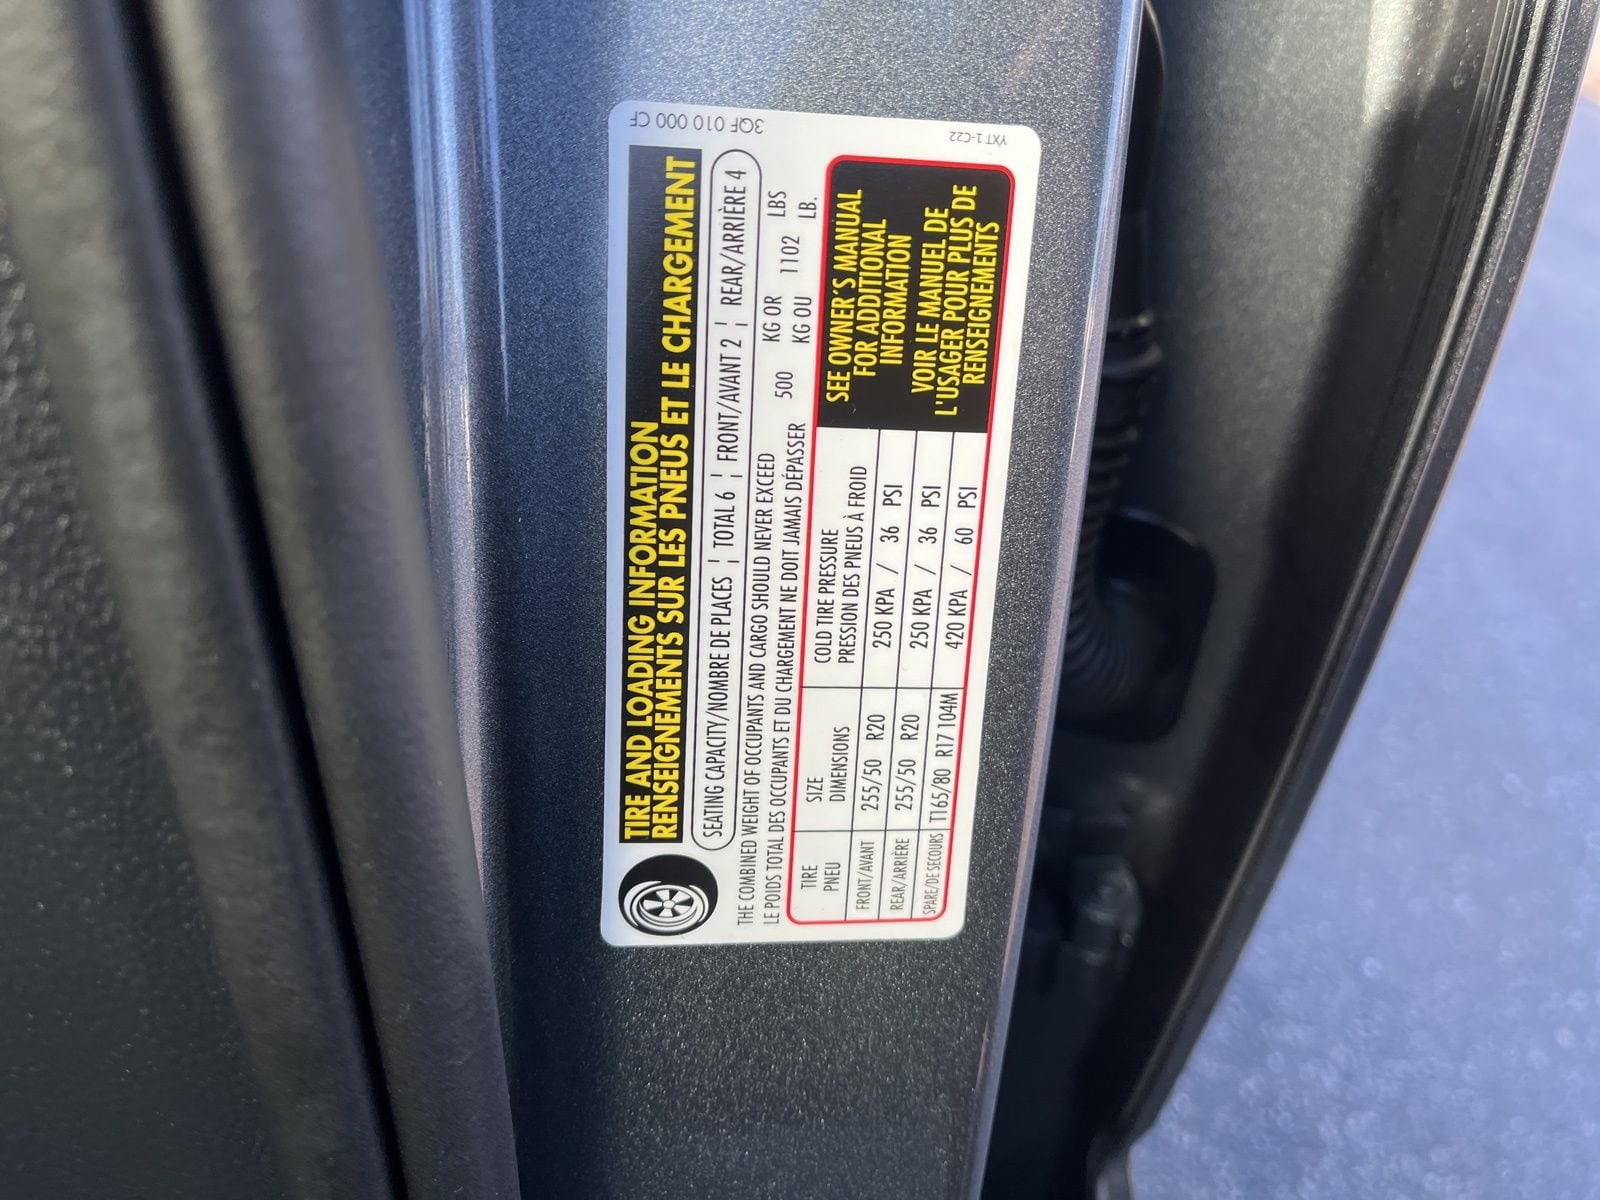 3QF 010 000 CF
YXT 1-C22
TIRE AND LOADING INFORMATION
RENSEIGNEMENTS SUR LES PNEUS ET LE CHARGEMENT
SEATING CAPACITY/NOMBRE DE PLACES ¦ TOTAL 6 ¦ FRONT/AVANT 2 ¦ REAR/ARRIÈRE 4
THE COMBINED WEIGHT OF OCCUPANTS AND CARGO SHOULD NEVER EXCEED 500 KG OR 1102 LBS
LE POIDS TOTAL DES OCCUPANTS ET DU CHARGEMENT NE DOIT JAMAIS DÉPASSER KG OU LB.
TIRE SIZE COLD TIRE PRESSURE
PNEU DIMENSIONS PRESSION DES PNEUS À FROID
FRONT/AVANT 255/50 R20 250 KPA / 36 PSI
REAR/ARRIÈRE 255/50 R20 250 KPA / 36 PSI
SPARE/DE SECOURS T165/80 R17 104M 420 KPA / 60 PSI
SEE OWNER'S MANUAL
FOR ADDITIONAL
INFORMATION
VOIR LE MANUEL DE
L'USAGER POUR PLUS DE
RENSEIGNEMENTS